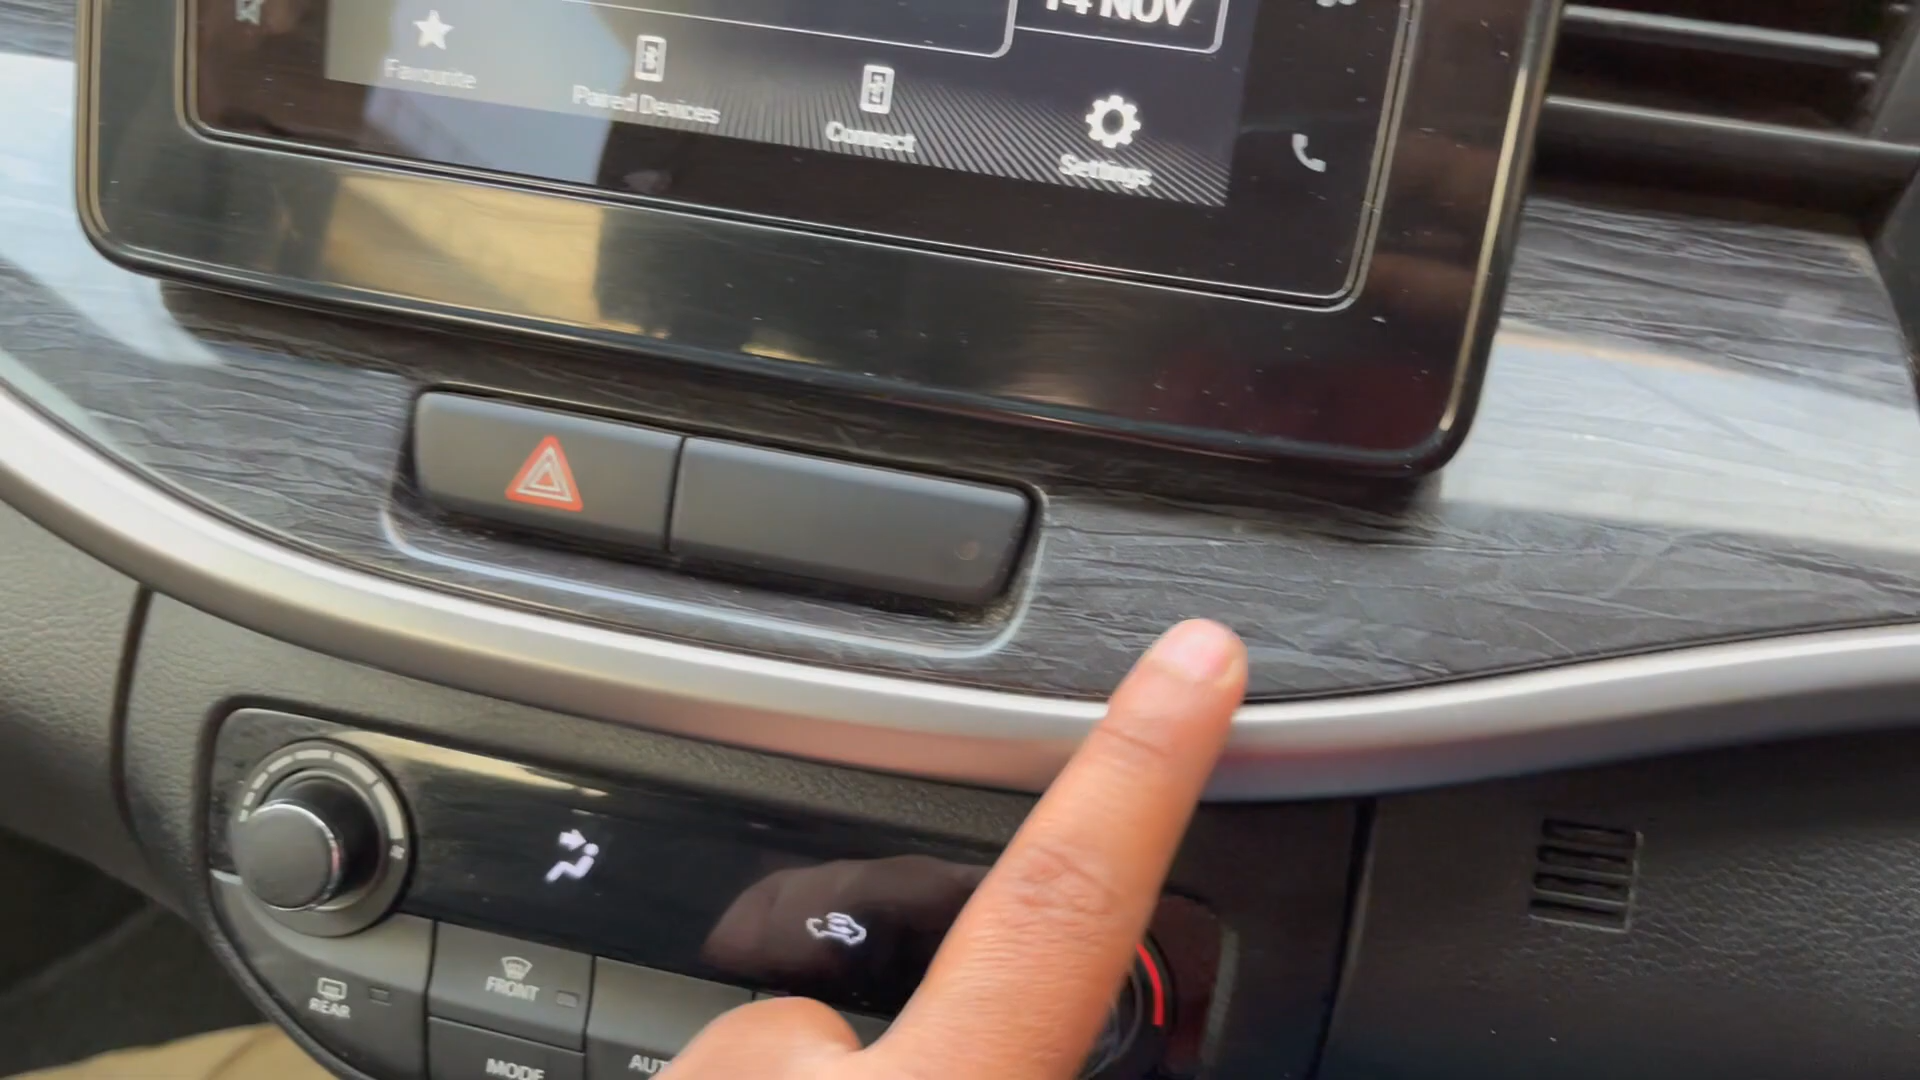 14 NOV
Favourite
Paired Devices
Connect
Settings
REAR
FRONT
MODE